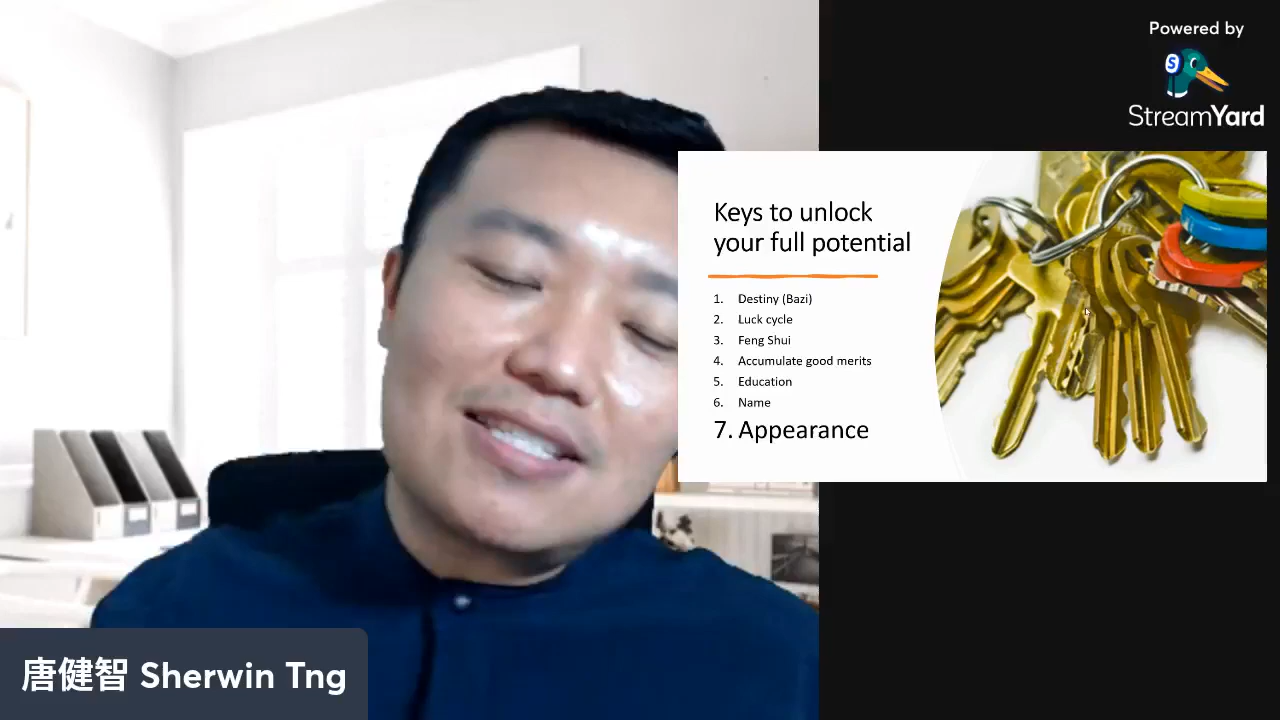 Powered by
S
StreamYard
Keys to unlock
your full potential
1. Destiny (Bazi)
2. Luck cycle
3. Feng Shui
4. Accumulate good merits
5. Education
6. Name
7. Appearance
唐健智 Sherwin Tng